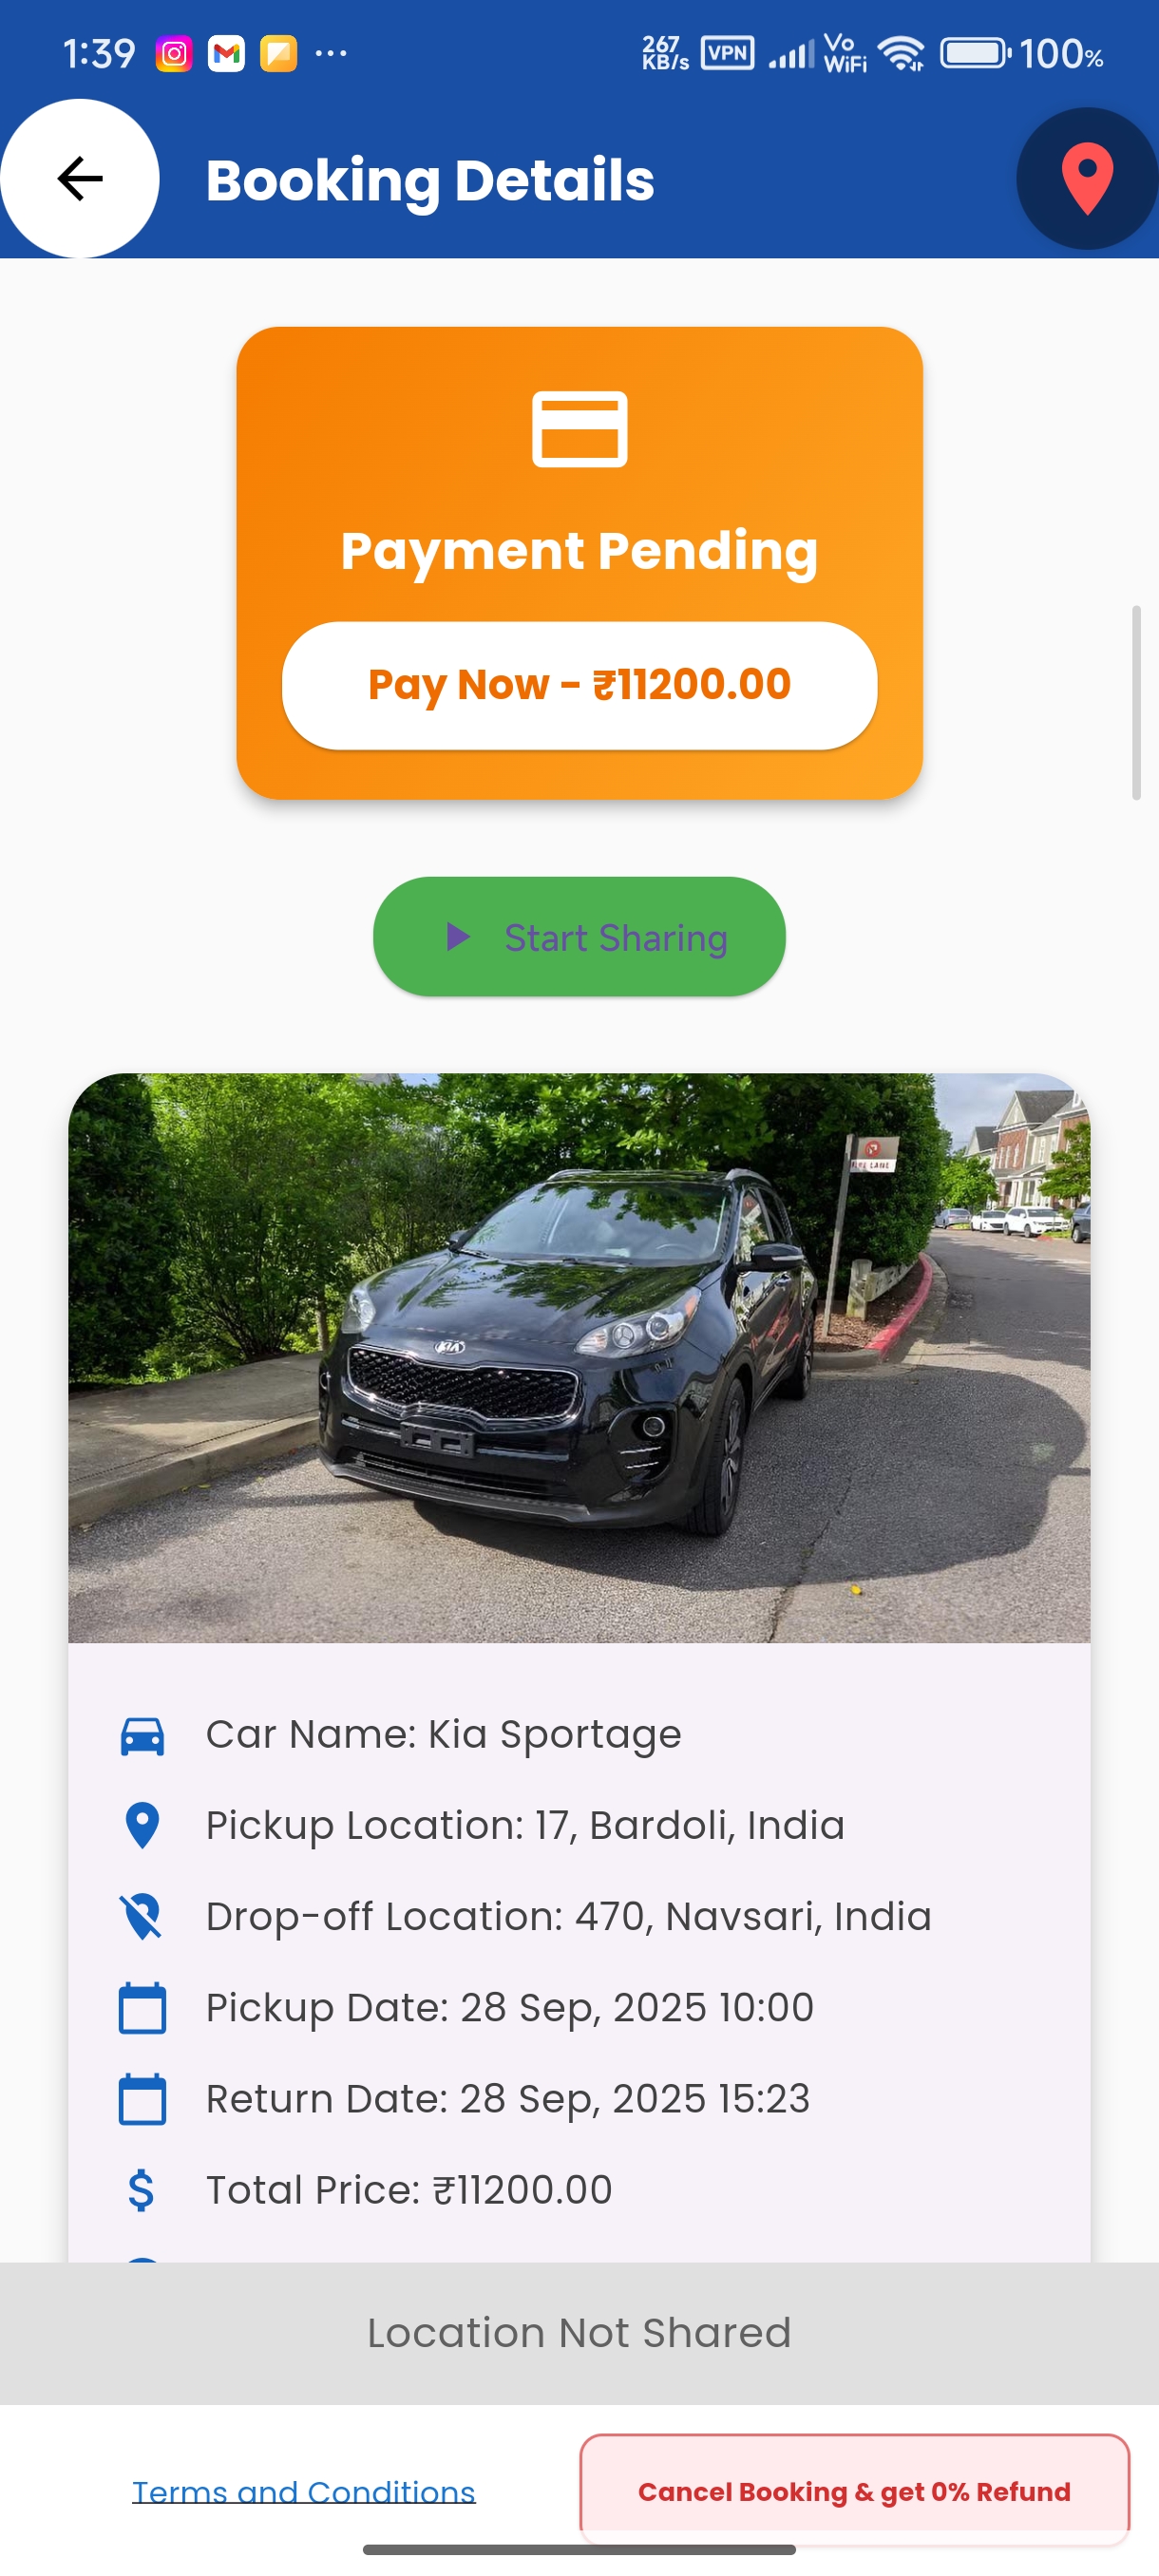 1:39
267
KB/s
VPN
Vo
WiFi
100%
Booking Details
Payment Pending
Pay Now - ₹11200.00
Start Sharing
KIA
FIRE LANE
Car Name: Kia Sportage
Pickup Location: 17, Bardoli, India
Drop-off Location: 470, Navsari, India
Pickup Date: 28 Sep, 2025 10:00
Return Date: 28 Sep, 2025 15:23
Total Price: ₹11200.00
Location Not Shared
Terms and Conditions
Cancel Booking & get 0% Refund